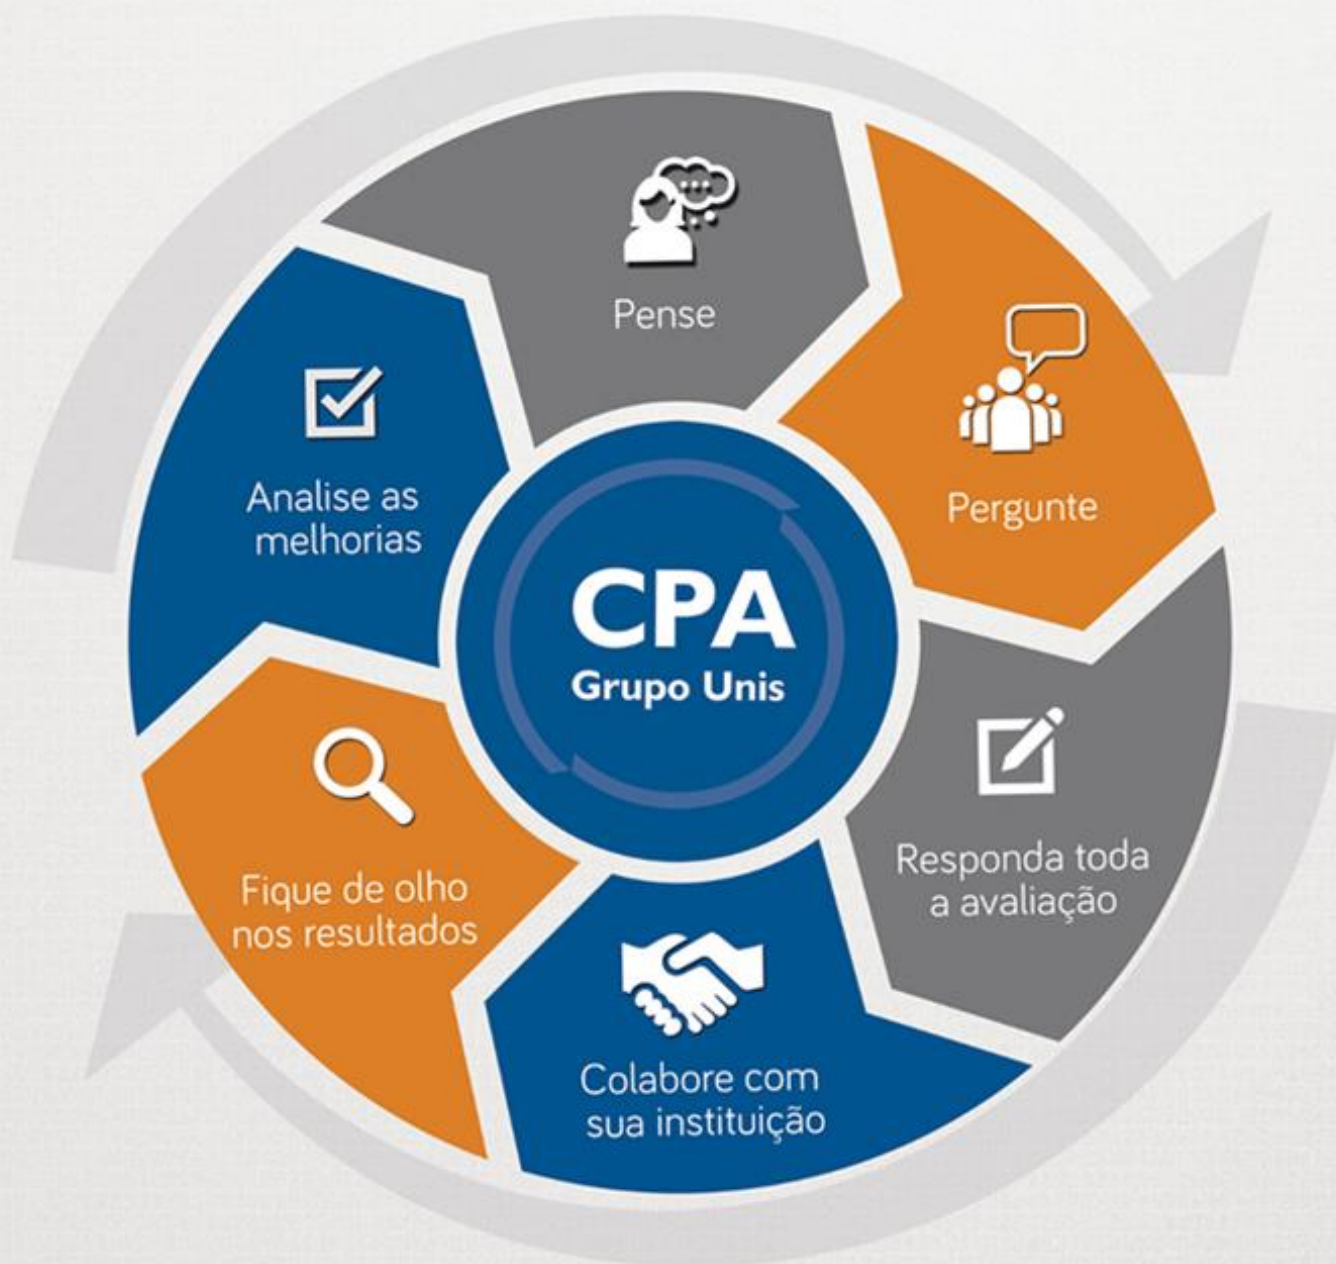 Pense
Pergunte
Responda toda
a avaliação
Colabore com
sua instituição
Fique de olho
nos resultados
Analise as
melhorias
CPA
Grupo Unis